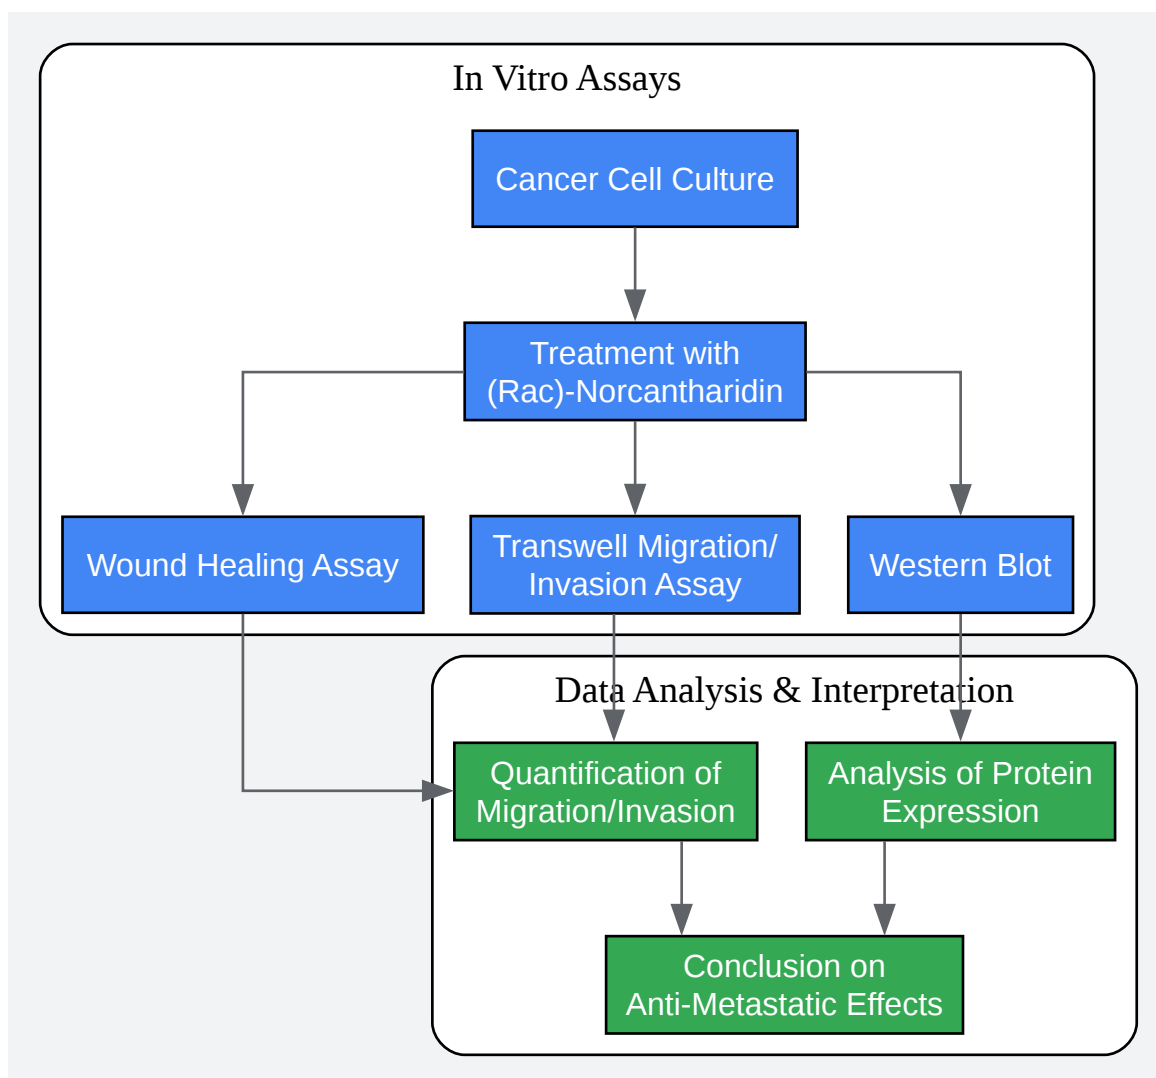 In Vitro Assays
Cancer Cell Culture
Treatment with
(Rac)-Norcantharidin
Wound Healing Assay
Transwell Migration/
Invasion Assay
Western Blot
Data Analysis & Interpretation
Quantification of
Migration/Invasion
Analysis of Protein
Expression
Conclusion on
Anti-Metastatic Effects